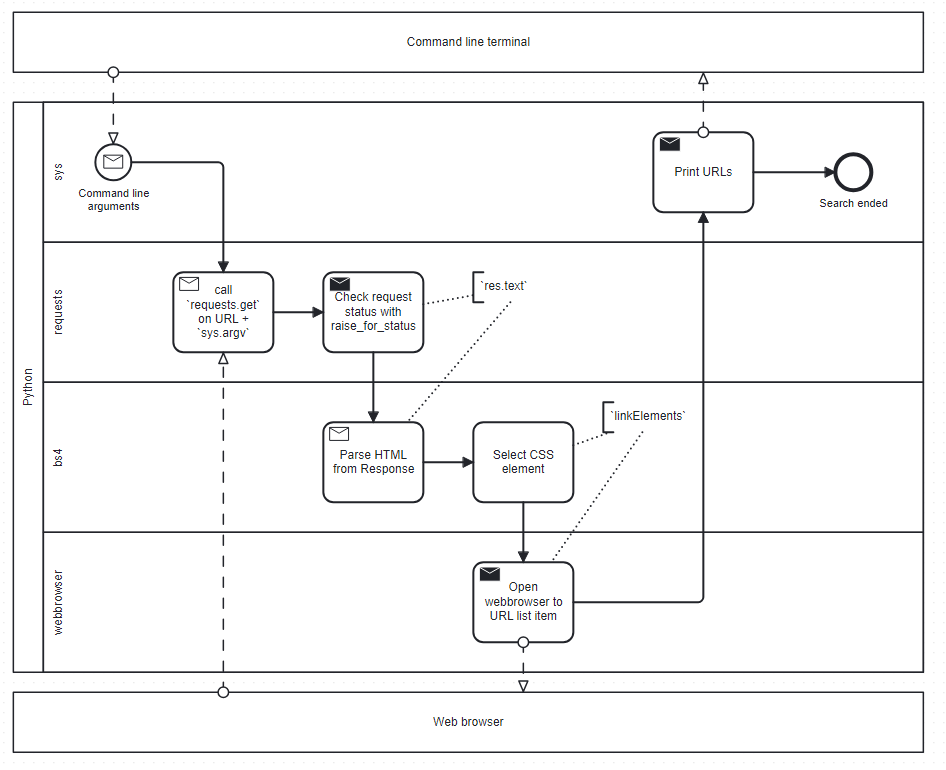 Command line terminal
Python
sys
Command line
arguments
Print URLs
Search ended
requests
call
`requests.get`
on URL +
`sys.argv`
Check request
status with
raise_for_status
`res.text`
bs4
Parse HTML
from Response
Select CSS
element
`linkElements`
webbrowser
Open
webbrowser to
URL list item
Web browser